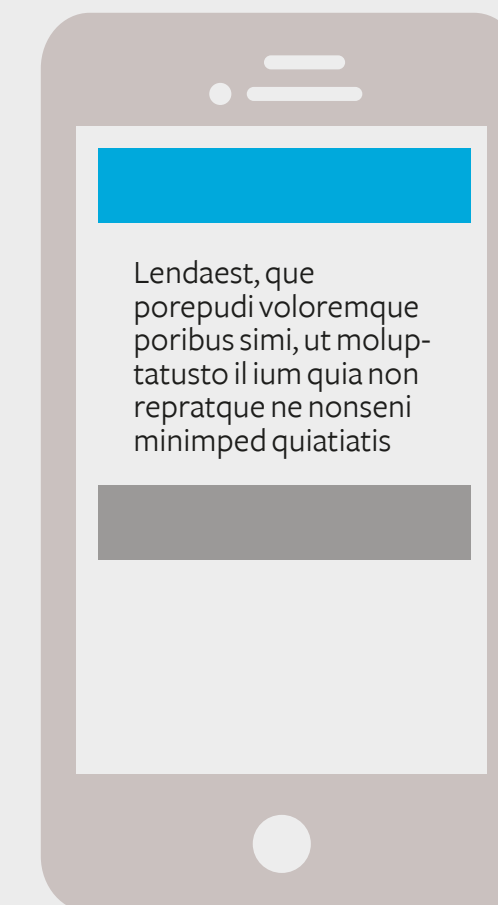 Lendaest, que
porepudi voloremque
poribus simi, ut molup-
tatusto il ium quia non
repratque ne nonseni
minimped quiatiatis